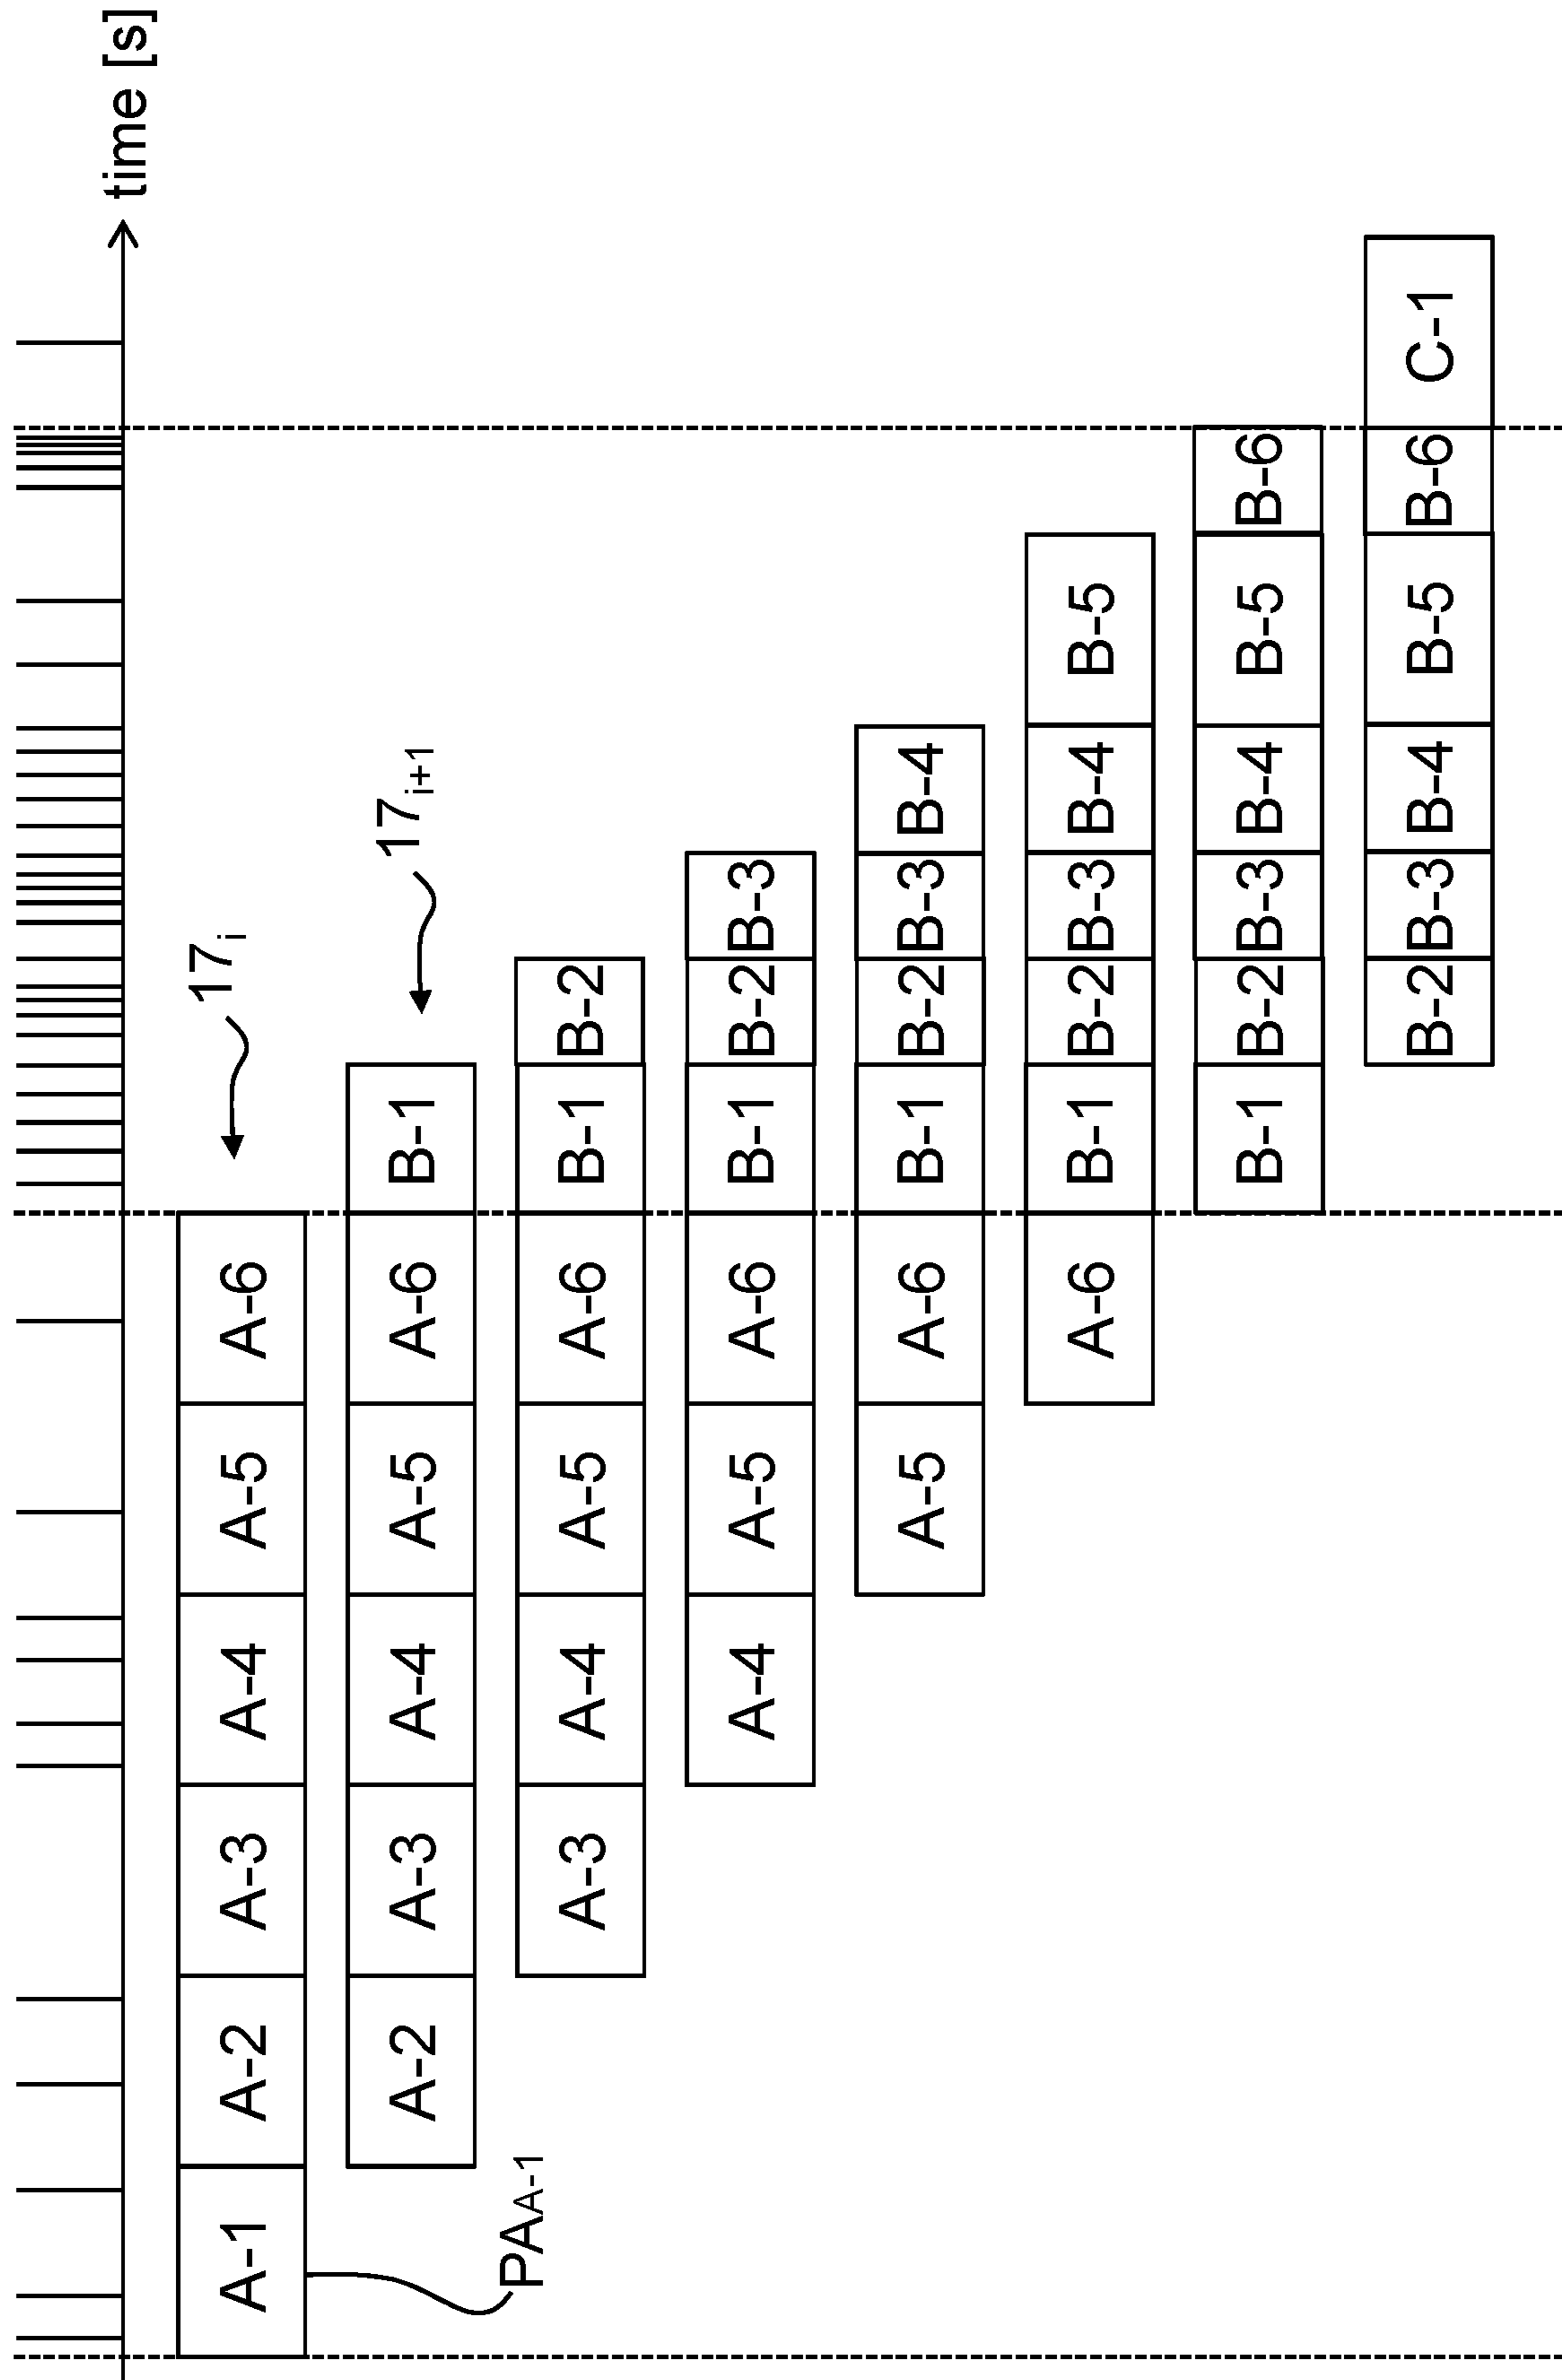 time [s]
17i
A-1 A-2 A-3 A-4 A-5 A-6
17i+1
A-2 A-3 A-4 A-5 A-6 B-1
PAA-1
A-3 A-4 A-5 A-6 B-1 B-2
A-4 A-5 A-6 B-1 B-2 B-3
A-5 A-6 B-1 B-2 B-3 B-4
A-6 B-1 B-2 B-3 B-4 B-5
B-1 B-2 B-3 B-4 B-5 B-6
B-2 B-3 B-4 B-5 B-6 C-1